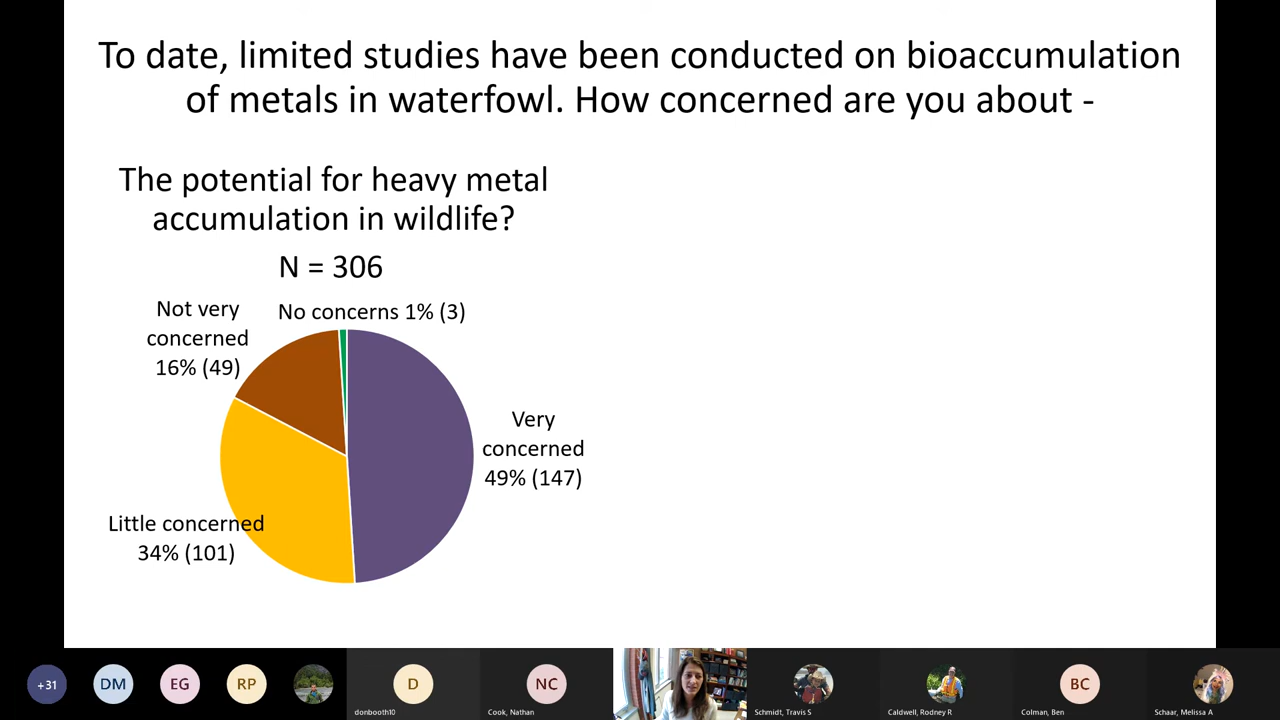 To date, limited studies have been conducted on bioaccumulation
of metals in waterfowl. How concerned are you about -
The potential for heavy metal
accumulation in wildlife?
N = 306
Not very
concerned
16% (49)
No concerns 1% (3)
Very
concerned
49% (147)
Little concerned
34% (101)
+31
DM
EG
RP
D
donbooth10
NC
Cook, Nathan
Schmidt, Travis S
Caldwell, Rodney R
BC
Colman, Ben
Schaar, Melissa A